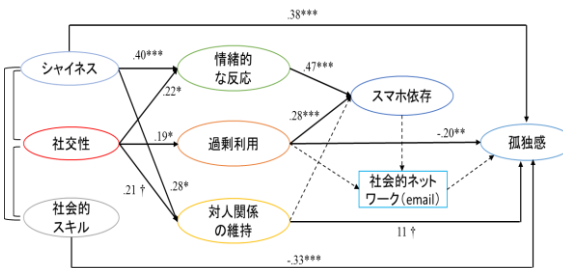 .38***
シャイネス
.40***
情緒的
な反応
.47***
.22*
スマホ依存
.28***
社交性
.19*
過剰利用
-.20**
孤独感
.21 †
.28*
社会的ネット
ワーク(email)
社会的
スキル
対人関係
の維持
11 †
-.33***